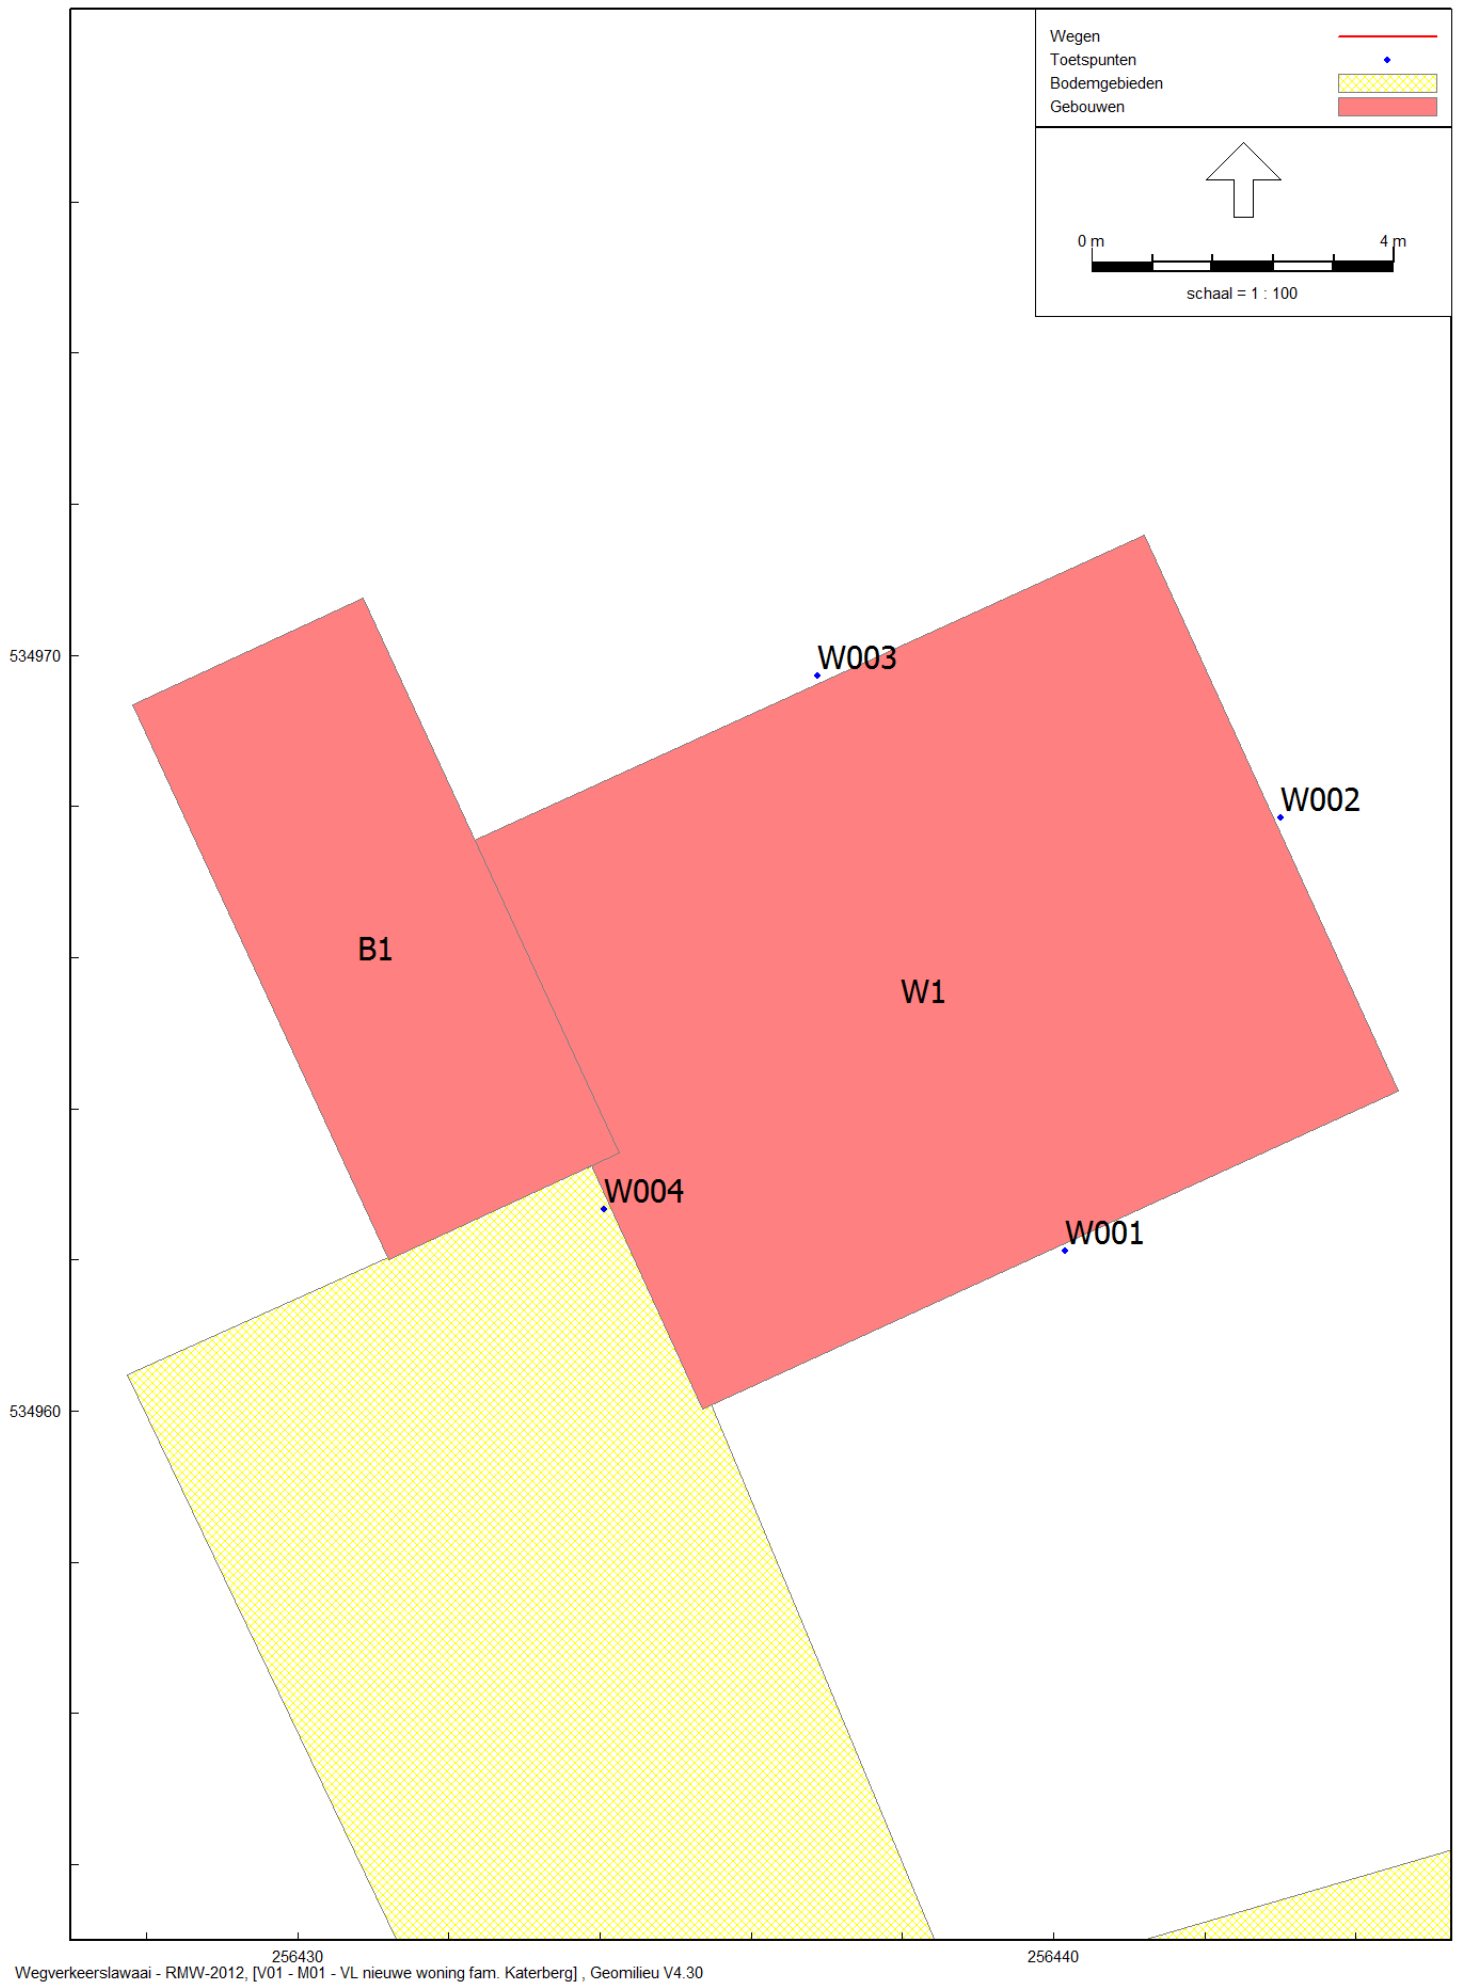 Wegen
Toetspunten
Bodemgebieden
Gebouwen
0 m 4 m
schaal = 1 : 100
534970
W003
W002
B1
W1
W004
W001
534960
256430 256440
Wegverkeerslawaai - RMW-2012, [V01 - M01 - VL nieuwe woning fam. Katerberg] , Geomilieu V4.30